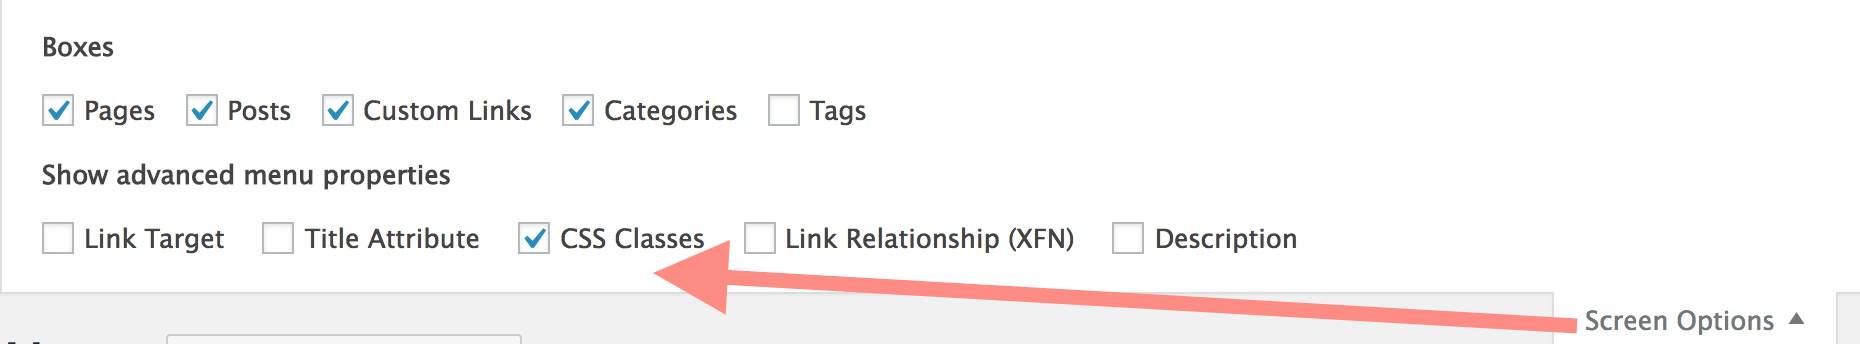 Boxes
Pages Posts Custom Links Categories Tags
Show advanced menu properties
Link Target Title Attribute CSS Classes Link Relationship (XFN) Description
Screen Options